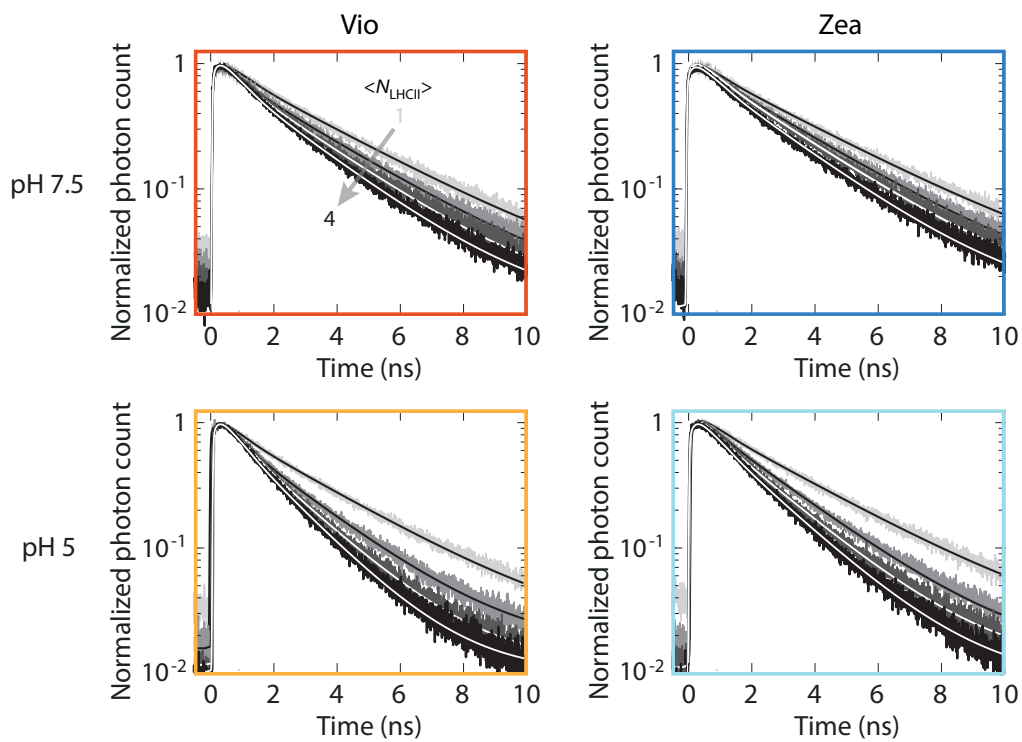 Vio
Zea
pH 7.5
Normalized photon count
1
10⁻¹
10⁻²
<N_LHCII>
1
4
0 2 4 6 8 10
Time (ns)
Normalized photon count
1
10⁻¹
10⁻²
0 2 4 6 8 10
Time (ns)
pH 5
Normalized photon count
1
10⁻¹
10⁻²
0 2 4 6 8 10
Time (ns)
Normalized photon count
1
10⁻¹
10⁻²
0 2 4 6 8 10
Time (ns)